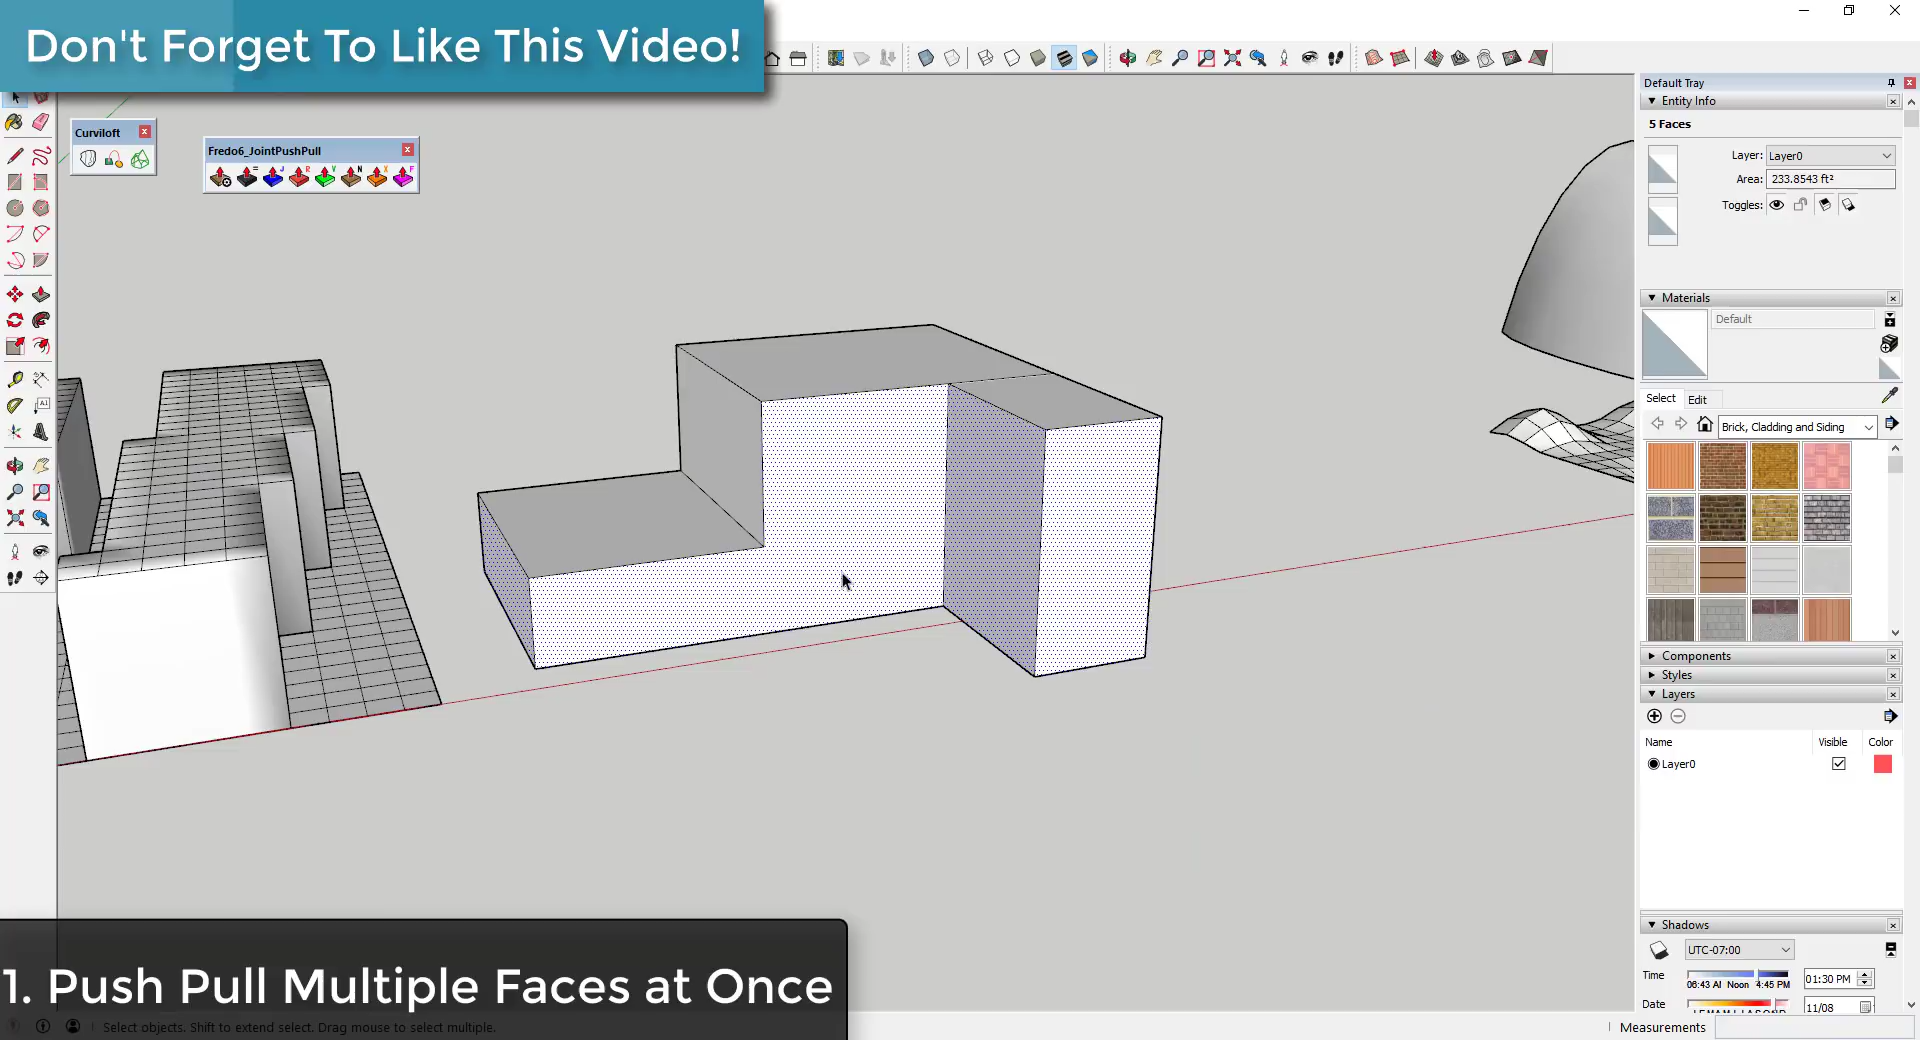 Don't Forget To Like This Video!
Curviloft
Fredo6_JointPushPull
Default Tray
Entity Info
5 Faces
Layer: Layer0
Area: 233.8543 ft²
Toggles:
Materials
Default
Select Edit
Brick, Cladding and Siding
Components
Styles
Layers
Name Visible Color
Layer0
Shadows
UTC-07:00
Time 06:43 AI Noon 4:45 PM 01:30 PM
Date J F M A M J J A S O N D 11/08
1. Push Pull Multiple Faces at Once
Select objects. Shift to extend select. Drag mouse to select multiple.
Measurements